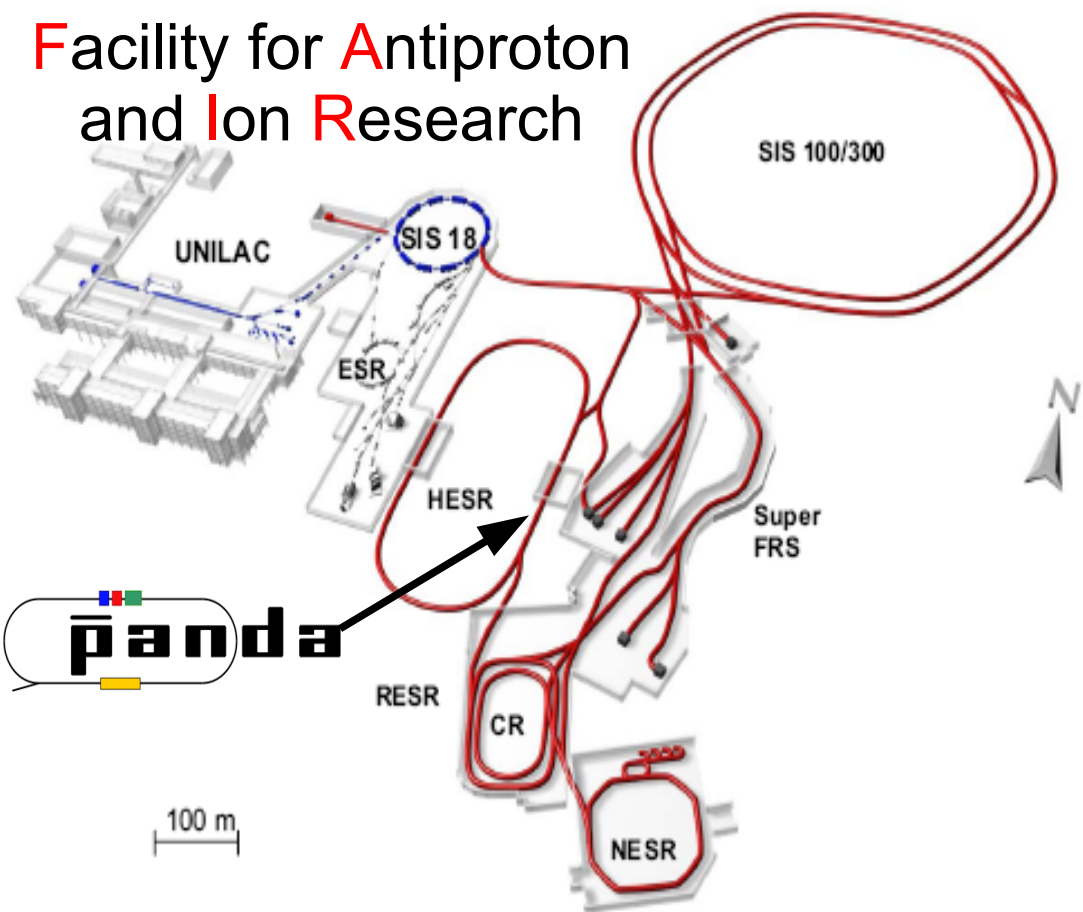 Facility for Antiproton
and Ion Research
SIS 100/300
SIS 18
UNILAC
N
ESR
HESR
Super
FRS
p̄anda
RESR
CR
100 m
NESR